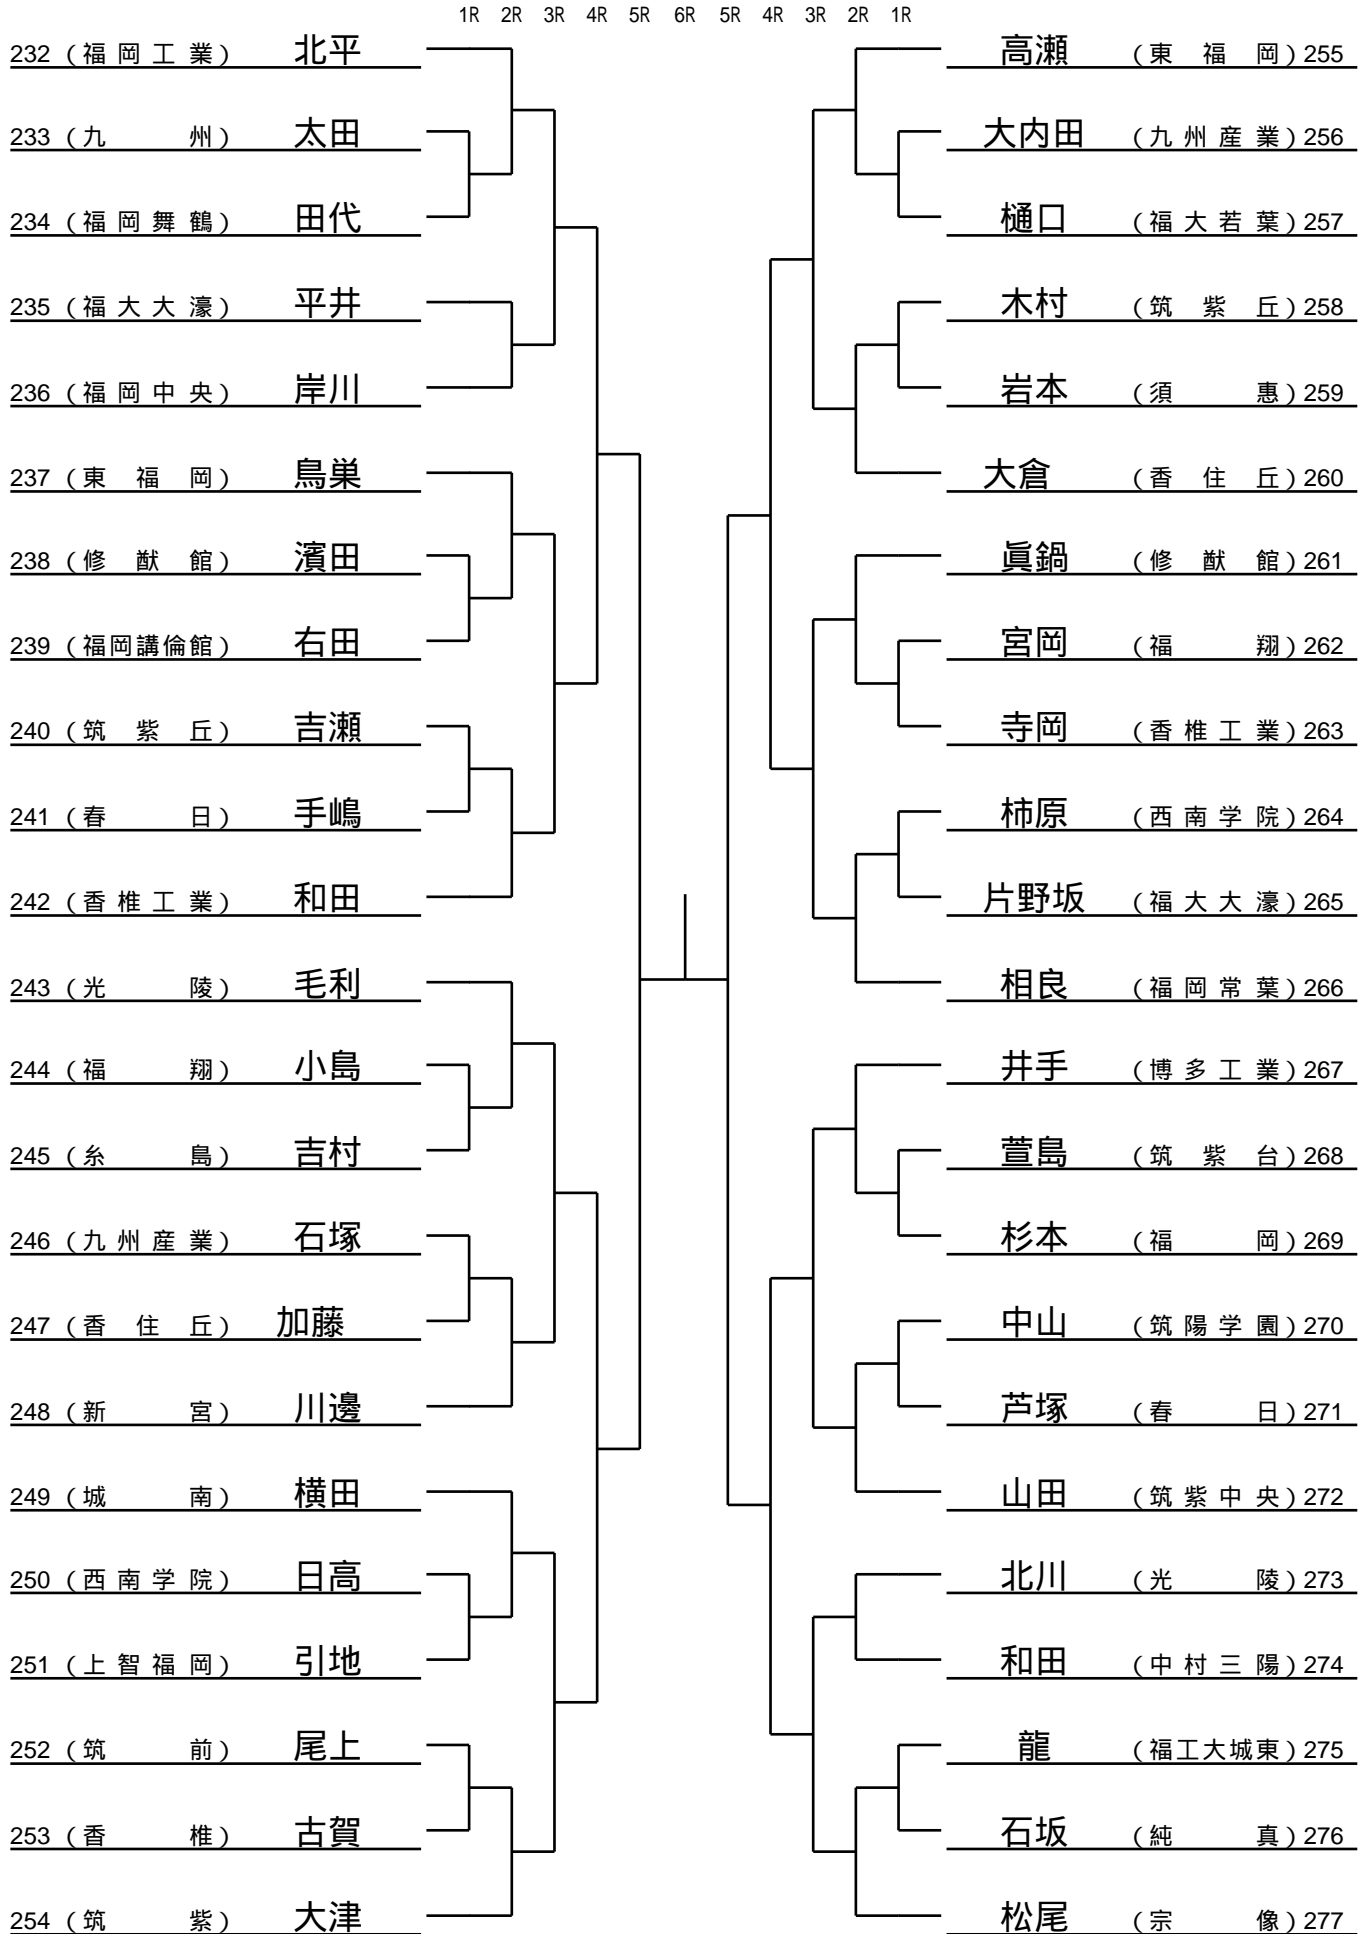 1R 2R 3R 4R 5R 6R 5R 4R 3R 2R 1R
232 (福岡工業) 北平
233 (九州) 太田
234 (福岡舞鶴) 田代
235 (福大大濠) 平井
236 (福岡中央) 岸川
237 (東福岡) 鳥巣
238 (修猷館) 濱田
239 (福岡講倫館) 右田
240 (筑紫丘) 吉瀬
241 (春日) 手嶋
242 (香椎工業) 和田
243 (光陵) 毛利
244 (福翔) 小島
245 (糸島) 吉村
246 (九州産業) 石塚
247 (香住丘) 加藤
248 (新宮) 川邊
249 (城南) 横田
250 (西南学院) 日高
251 (上智福岡) 引地
252 (筑前) 尾上
253 (香椎) 古賀
254 (筑紫) 大津
高瀬 (東福岡) 255
大内田 (九州産業) 256
樋口 (福大若葉) 257
木村 (筑紫丘) 258
岩本 (須惠) 259
大倉 (香住丘) 260
眞鍋 (修猷館) 261
宮岡 (福翔) 262
寺岡 (香椎工業) 263
柿原 (西南学院) 264
片野坂 (福大大濠) 265
相良 (福岡常葉) 266
井手 (博多工業) 267
萱島 (筑紫台) 268
杉本 (福岡) 269
中山 (筑陽学園) 270
芦塚 (春日) 271
山田 (筑紫中央) 272
北川 (光陵) 273
和田 (中村三陽) 274
龍 (福工大城東) 275
石坂 (純真) 276
松尾 (宗像) 277